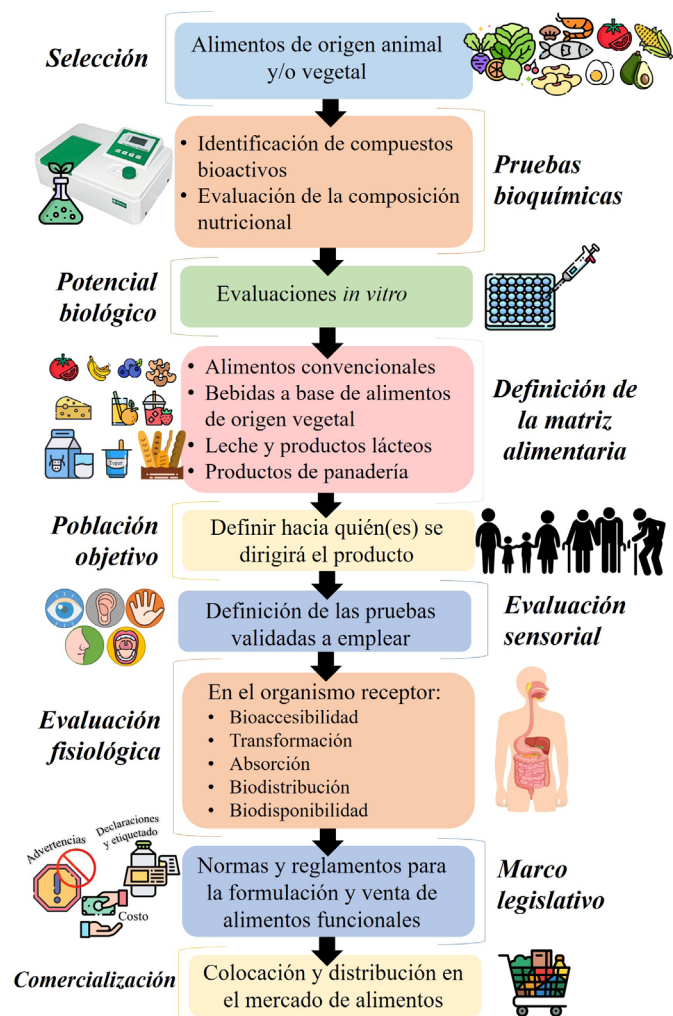 Selección
Alimentos de origen animal
y/o vegetal
• Identificación de compuestos
bioactivos
• Evaluación de la composición
nutricional
Pruebas
bioquímicas
Potencial
biológico
Evaluaciones in vitro
• Alimentos convencionales
• Bebidas a base de alimentos
de origen vegetal
• Leche y productos lácteos
• Productos de panadería
Yogurt
Definición de
la matriz
alimentaria
Población
objetivo
Definir hacia quién(es) se
dirigirá el producto
Definición de las pruebas
validadas a emplear
Evaluación
sensorial
Evaluación
fisiológica
En el organismo receptor:
• Bioaccesibilidad
• Transformación
• Absorción
• Biodistribución
• Biodisponibilidad
Advertencias
Declaraciones
y etiquetado
Costo
Normas y reglamentos para
la formulación y venta de
alimentos funcionales
Marco
legislativo
Comercialización
Colocación y distribución en
el mercado de alimentos